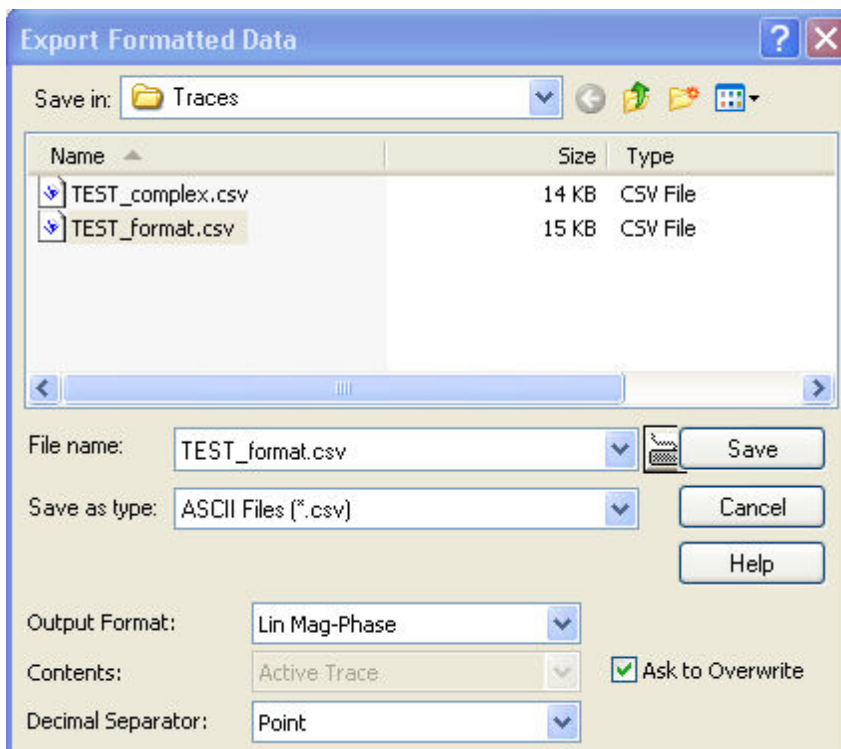 Export Formatted Data
Save in: Traces
Name Size Type
TEST_complex.csv 14 KB CSV File
TEST_format.csv 15 KB CSV File
File name: TEST_format.csv Save
Save as type: ASCII Files (*.csv) Cancel
Help
Output Format: Lin Mag-Phase
Contents: Active Trace Ask to Overwrite
Decimal Separator: Point